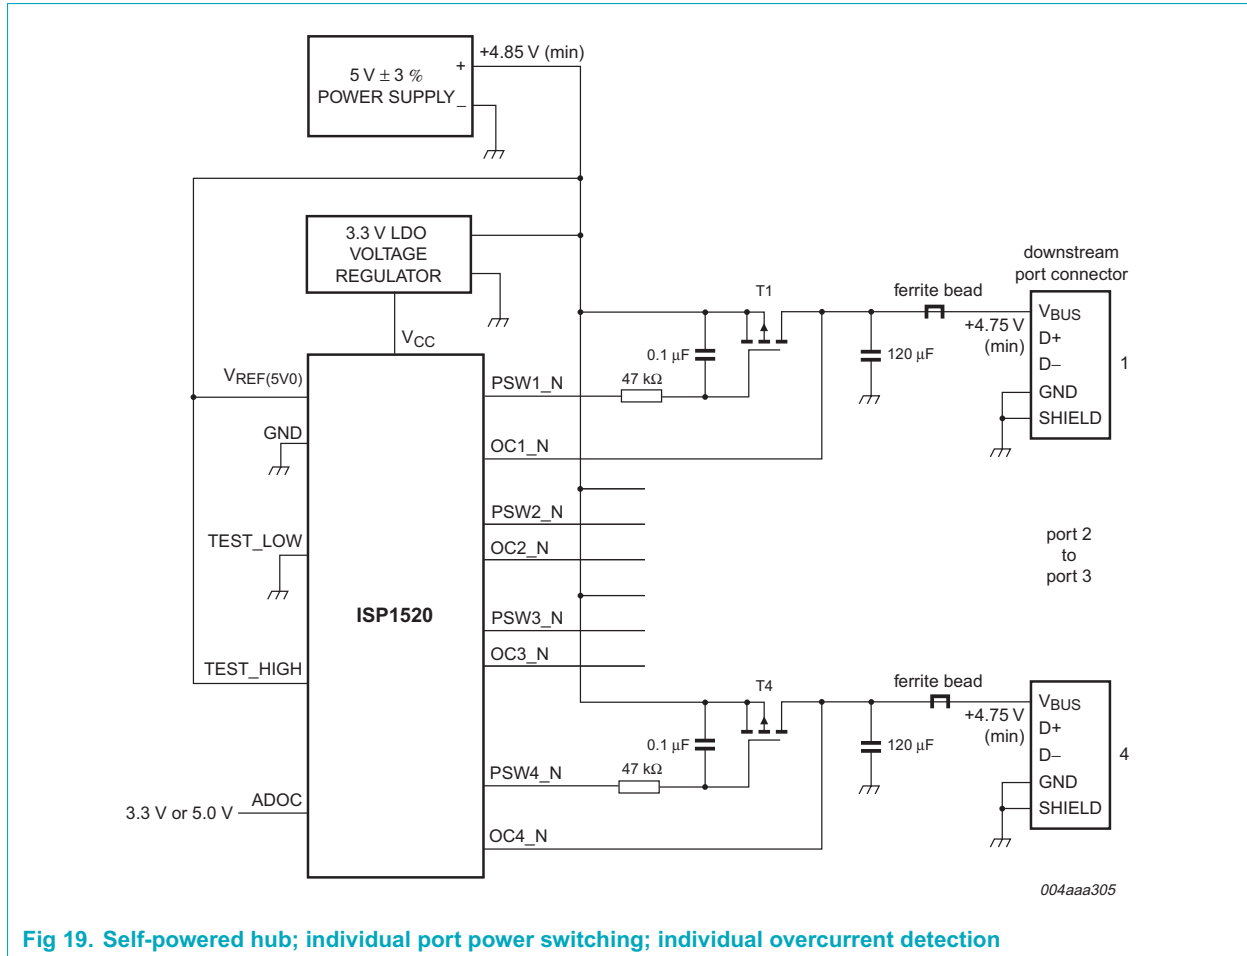 +4.85 V (min)
5 V ± 3 %
POWER SUPPLY
+
–
3.3 V LDO
VOLTAGE
REGULATOR
VCC
VREF(5V0)
GND
TEST_LOW
TEST_HIGH
ADOC
3.3 V or 5.0 V
ISP1520
PSW1_N
OC1_N
PSW2_N
OC2_N
PSW3_N
OC3_N
PSW4_N
OC4_N
T1
0.1 µF
47 kΩ
120 µF
ferrite bead
+4.75 V
(min)
downstream
port connector
VBUS
D+
D–
GND
SHIELD
1
port 2
to
port 3
T4
0.1 µF
47 kΩ
120 µF
ferrite bead
+4.75 V
(min)
VBUS
D+
D–
GND
SHIELD
4
004aaa305
Fig 19. Self-powered hub; individual port power switching; individual overcurrent detection